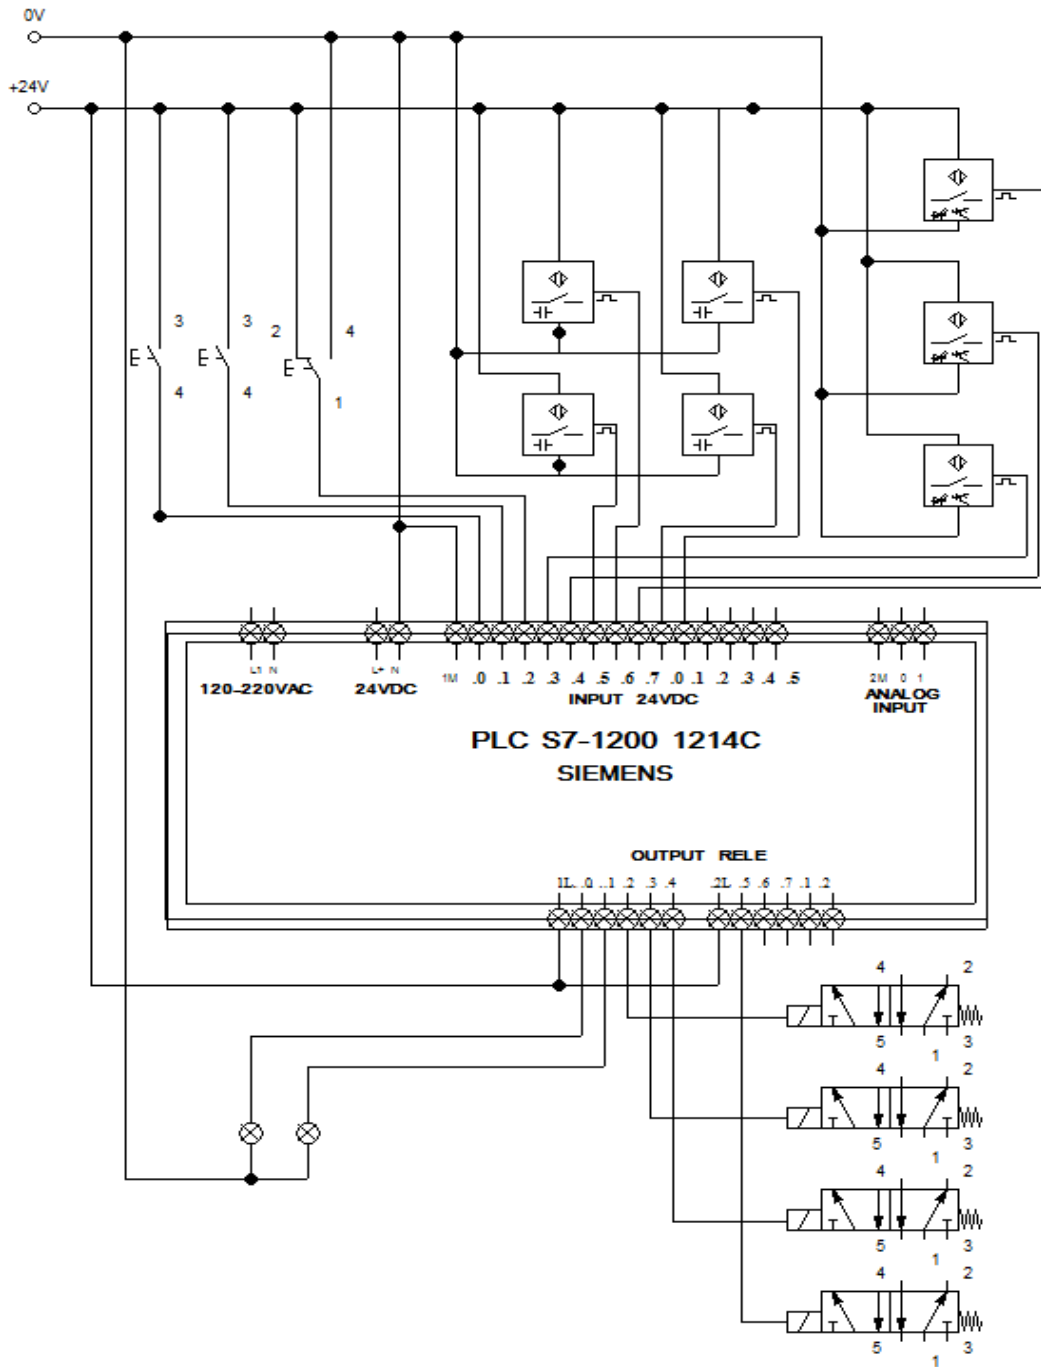 0V
+24V
3 3 2 4
4 4 1
L1 N L+ N 1M .0 .1 .2 .3 .4 .5 .6 .7 .0 .1 .2 .3 .4 .5 2M 0 1
120-220VAC 24VDC INPUT 24VDC ANALOG INPUT
PLC S7-1200 1214C
SIEMENS
OUTPUT RELE
1L .0 .1 .2 .3 .4 .2L .5 .6 .7 .1 .2
4 2
5 3
1
4 2
5 3
1
4 2
5 3
1
4 2
5 3
1